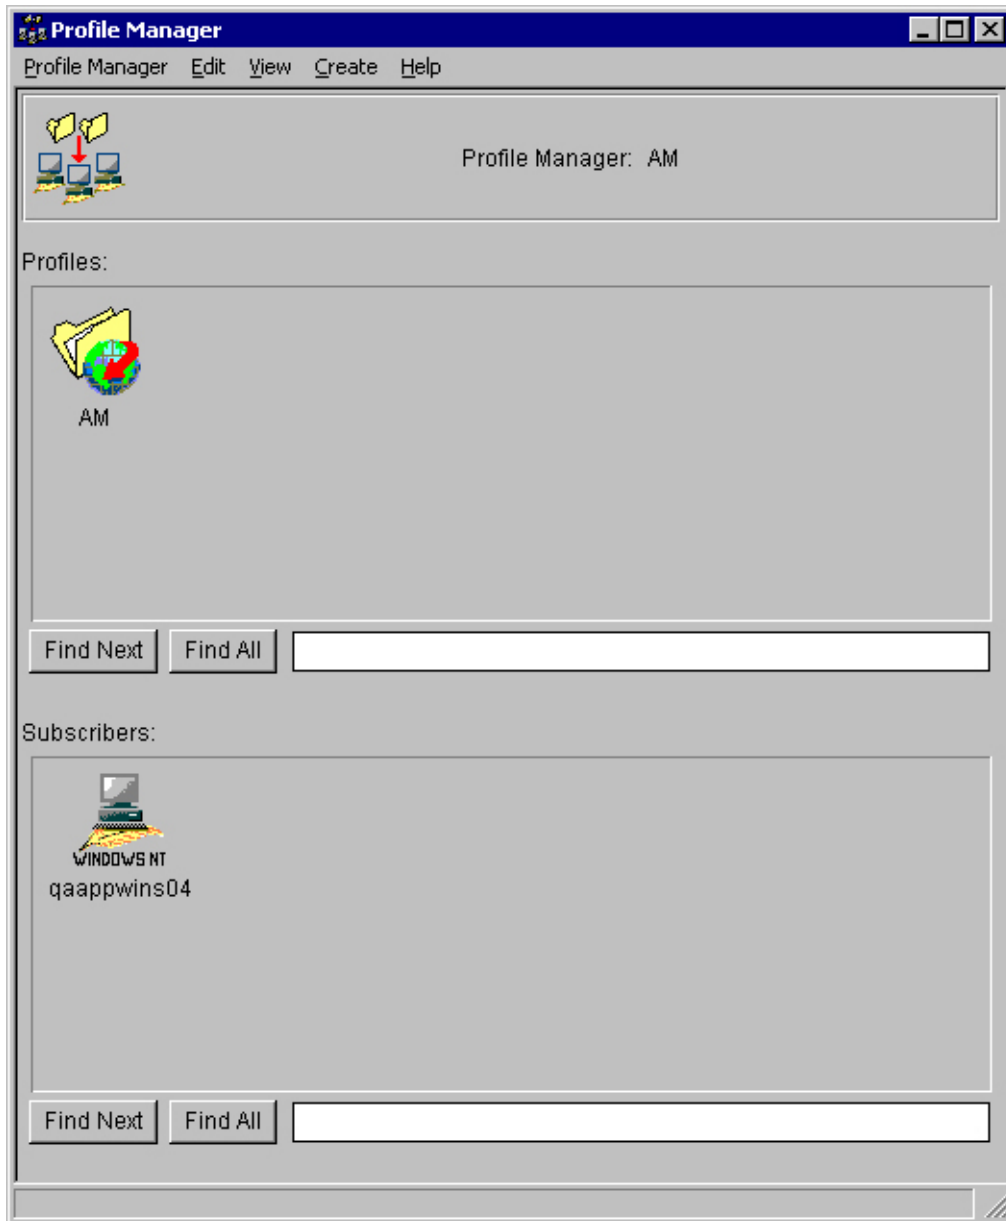 Profile Manager
Profile Manager Edit View Create Help
Profile Manager: AM
Profiles:
AM
Find Next Find All
Subscribers:
WINDOWS NT
qaappwins04
Find Next Find All